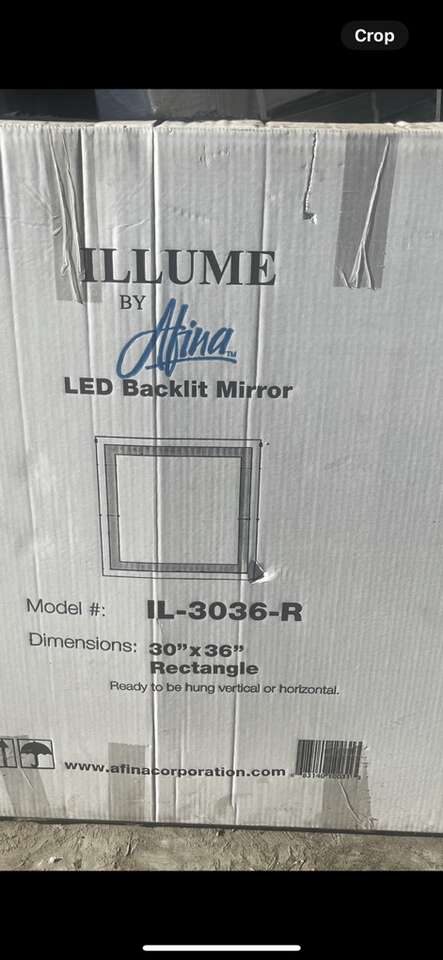 Crop
ILLUME
BY
Afina™
LED Backlit Mirror
Model #: IL-3036-R
Dimensions: 30”x36”
Rectangle
Ready to be hung vertical or horizontal.
www.afinacorporation.com